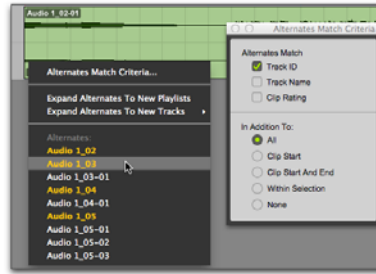 Audio 1_02-01
Alternates Match Criteria
Alternates Match Criteria...
Expand Alternates To New Playlists
Expand Alternates To New Tracks
Alternates:
Audio 1_02
Audio 1_03
Audio 1_03-01
Audio 1_04
Audio 1_04-01
Audio 1_05
Audio 1_05-01
Audio 1_05-02
Audio 1_05-03
Alternates Match
Track ID
Track Name
Clip Rating
In Addition To:
All
Clip Start
Clip Start And End
Within Selection
None